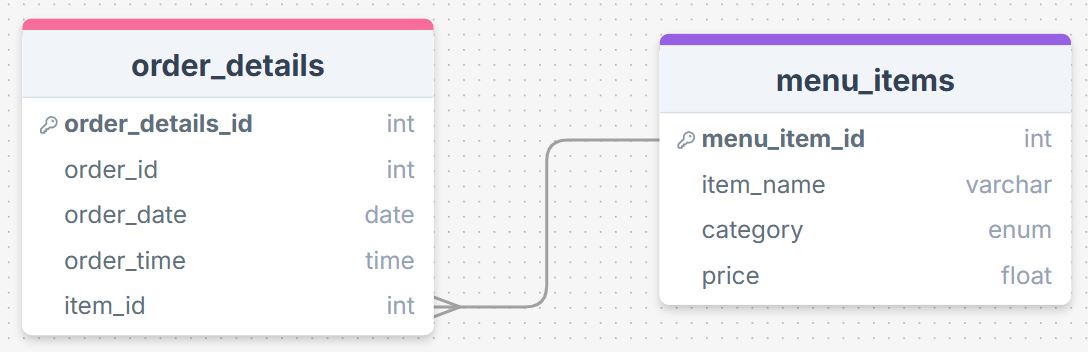 order_details
order_details_id int
order_id int
order_date date
order_time time
item_id int
menu_items
menu_item_id int
item_name varchar
category enum
price float